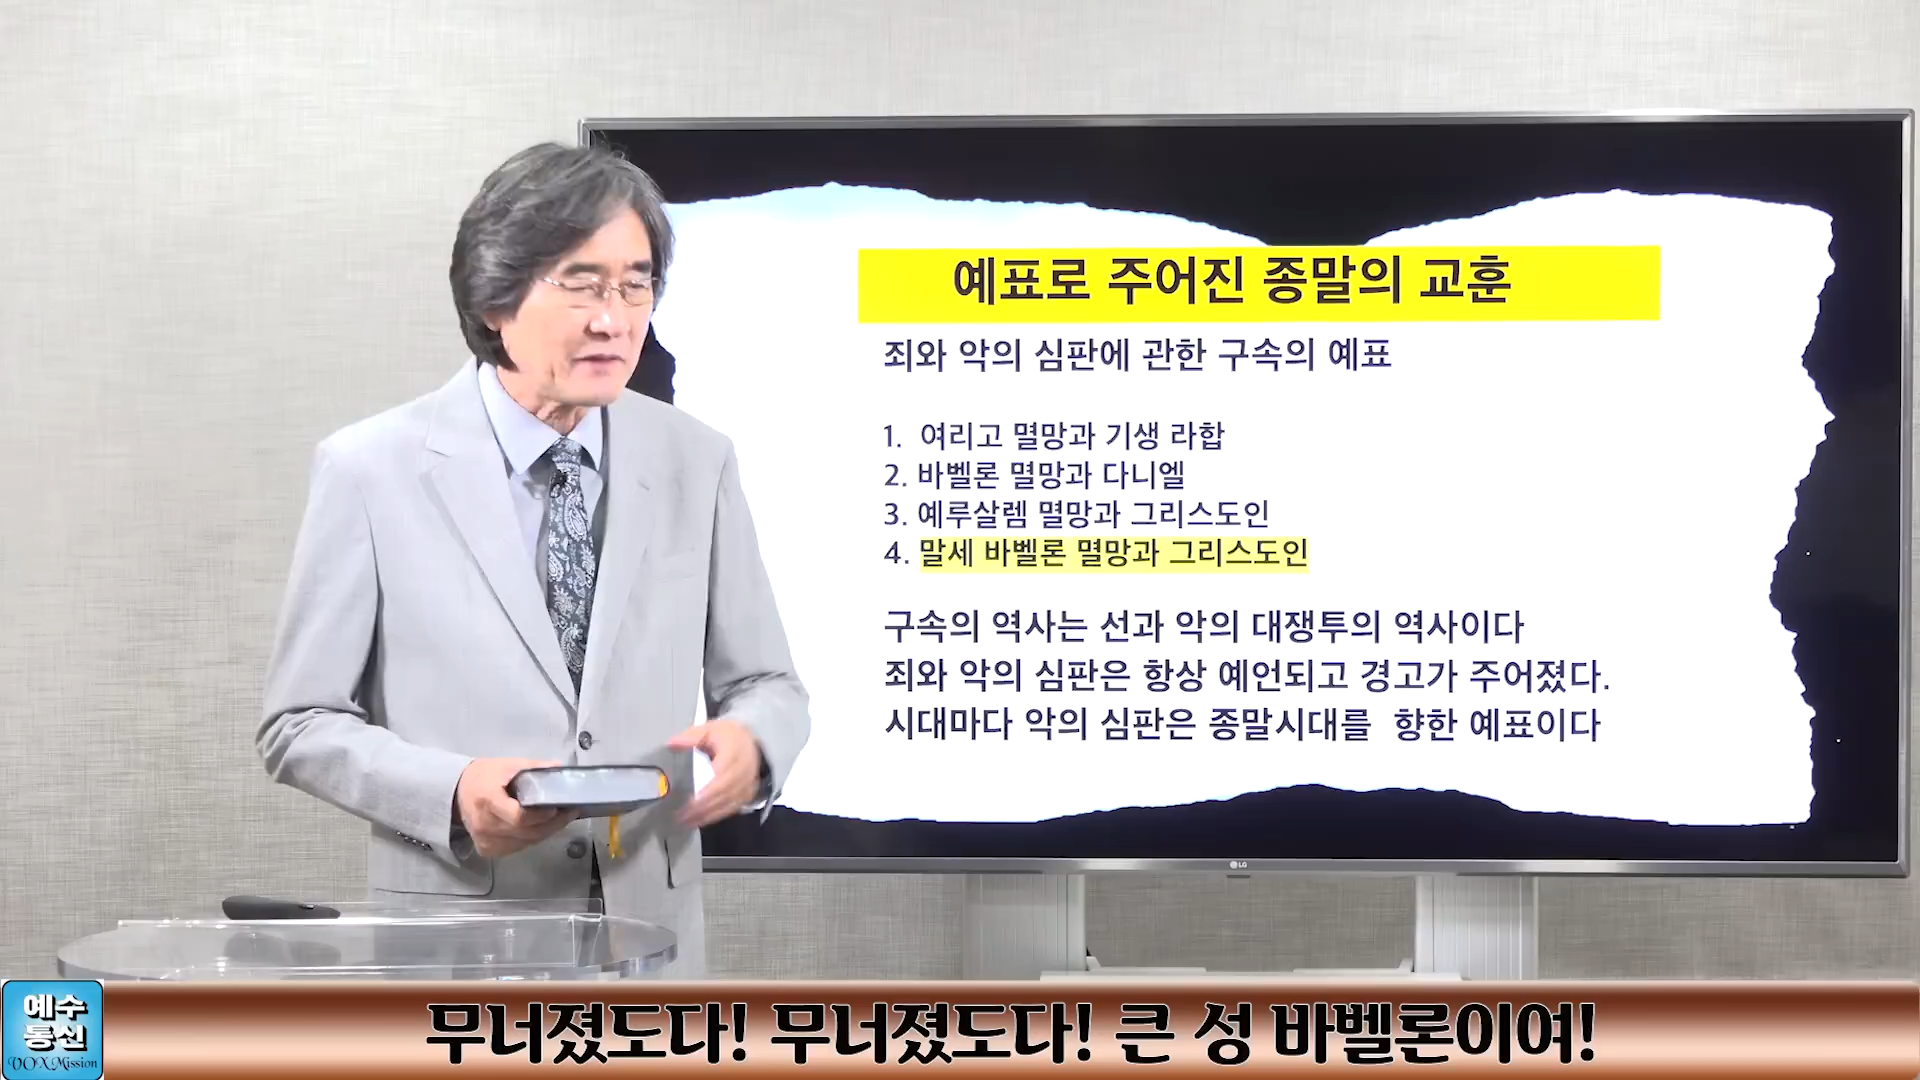 예표로 주어진 종말의 교훈
죄와 악의 심판에 관한 구속의 예표
1. 여리고 멸망과 기생 라합
2. 바벨론 멸망과 다니엘
3. 예루살렘 멸망과 그리스도인
4. 말세 바벨론 멸망과 그리스도인
구속의 역사는 선과 악의 대쟁투의 역사이다
죄와 악의 심판은 항상 예언되고 경고가 주어졌다.
시대마다 악의 심판은 종말시대를 향한 예표이다
LG
예수
통신
VOX Mission
무너졌도다! 무너졌도다! 큰 성 바벨론이여!